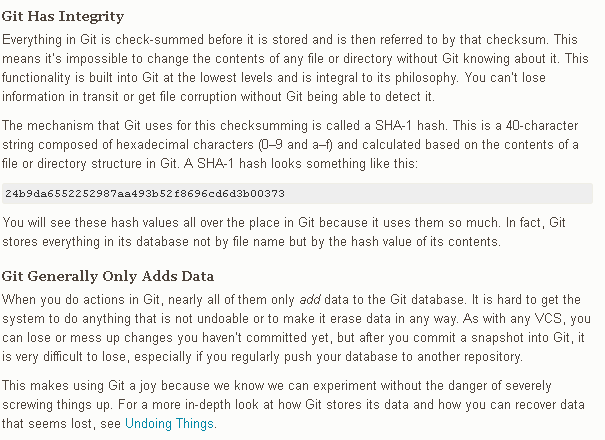 Git Has Integrity
Everything in Git is check-summed before it is stored and is then referred to by that checksum. This
means it's impossible to change the contents of any file or directory without Git knowing about it. This
functionality is built into Git at the lowest levels and is integral to its philosophy. You can't lose
information in transit or get file corruption without Git being able to detect it.
The mechanism that Git uses for this checksumming is called a SHA-1 hash. This is a 40-character
string composed of hexadecimal characters (0–9 and a–f) and calculated based on the contents of a
file or directory structure in Git. A SHA-1 hash looks something like this:
24b9da6552252987aa493b52f8696cd6d3b00373
You will see these hash values all over the place in Git because it uses them so much. In fact, Git
stores everything in its database not by file name but by the hash value of its contents.
Git Generally Only Adds Data
When you do actions in Git, nearly all of them only add data to the Git database. It is hard to get the
system to do anything that is not undoable or to make it erase data in any way. As with any VCS, you
can lose or mess up changes you haven't committed yet, but after you commit a snapshot into Git, it
is very difficult to lose, especially if you regularly push your database to another repository.
This makes using Git a joy because we know we can experiment without the danger of severely
screwing things up. For a more in-depth look at how Git stores its data and how you can recover data
that seems lost, see Undoing Things.